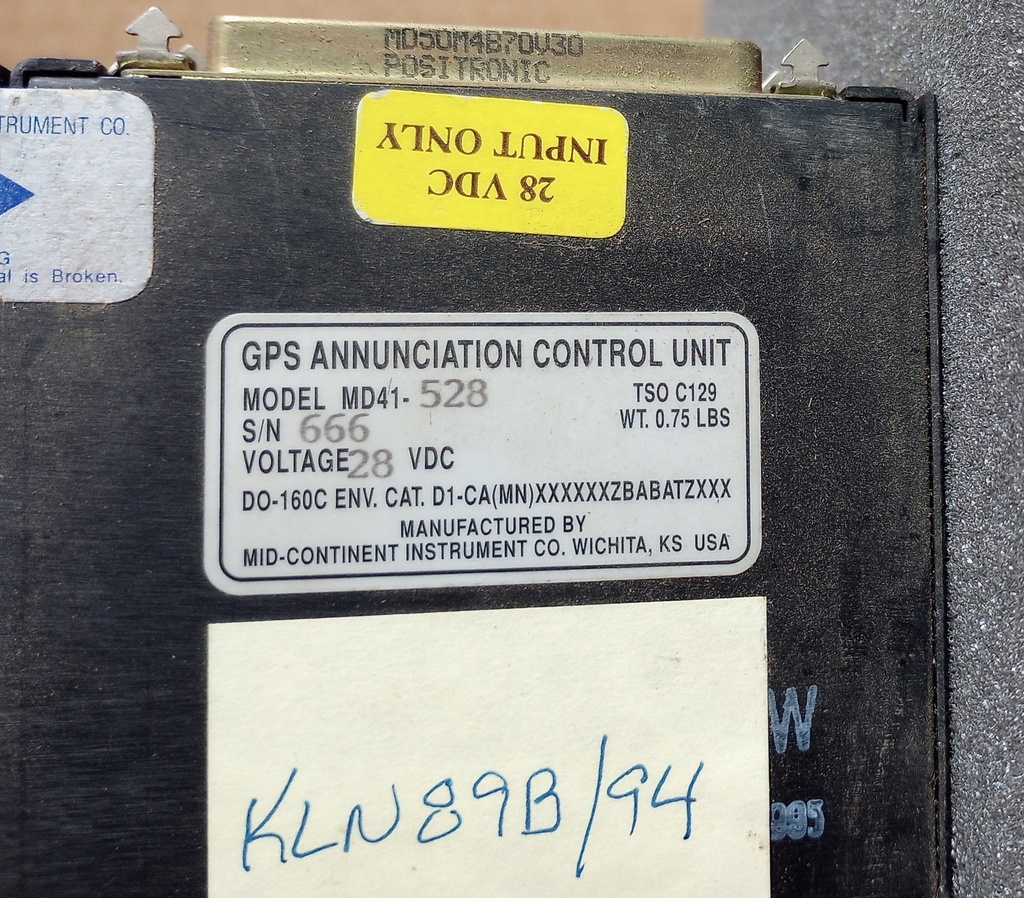 MD50M4B70V30
POSITRONIC
TRUMENT CO.
G
al is Broken.
28 VDC
INPUT ONLY
GPS ANNUNCIATION CONTROL UNIT
MODEL MD41-528 TSO C129
S/N 666 WT. 0.75 LBS
VOLTAGE 28 VDC
DO-160C ENV. CAT. D1-CA(MN)XXXXXXZBABATZXXX
MANUFACTURED BY
MID-CONTINENT INSTRUMENT CO. WICHITA, KS USA
W
995
KLN89B/94